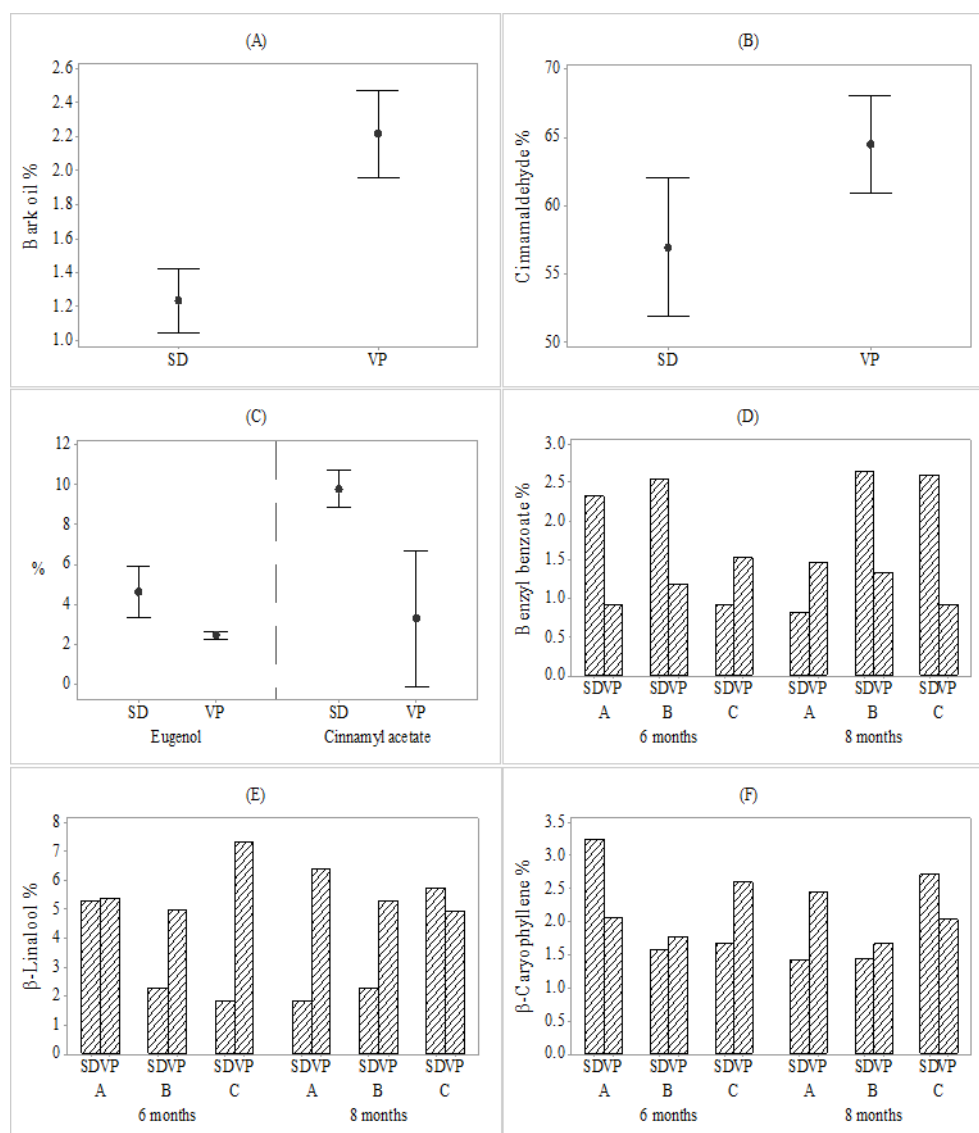 (A)
Bark oil %
2.6
2.4
2.2
2.0
1.8
1.6
1.4
1.2
1.0
SD VP
(B)
Cinnamaldehyde %
70
65
60
55
50
SD VP
(C)
%
12
10
8
6
4
2
0
SD VP SD VP
Eugenol Cinnamyl acetate
(D)
Benzyl benzoate %
3.0
2.5
2.0
1.5
1.0
0.5
0.0
SDVP SDVP SDVP SDVP SDVP SDVP
A B C A B C
6 months 8 months
(E)
β-Linalool %
8
7
6
5
4
3
2
1
0
SDVP SDVP SDVP SDVP SDVP SDVP
A B C A B C
6 months 8 months
(F)
β-Caryophyllene %
3.5
3.0
2.5
2.0
1.5
1.0
0.5
0.0
SDVP SDVP SDVP SDVP SDVP SDVP
A B C A B C
6 months 8 months